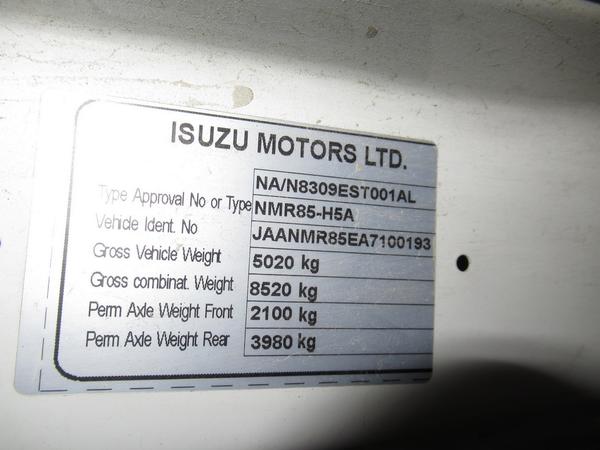 ISUZU MOTORS LTD.
NA/N8309EST001AL
Type Approval No or Type NMR85-H5A
Vehicle Ident. No JAANMR85EA7100193
Gross Vehicle Weight 5020 kg
Gross combinat. Weight 8520 kg
Perm Axle Weight Front 2100 kg
Perm Axle Weight Rear 3980 kg